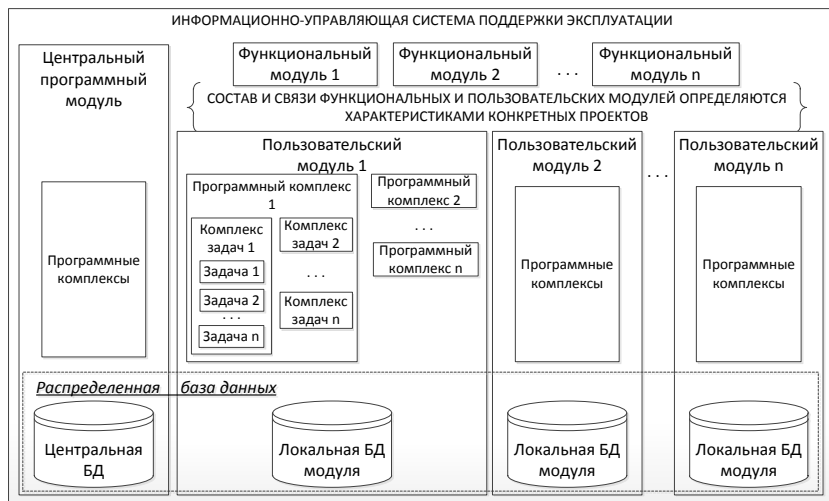 ИНФОРМАЦИОННО-УПРАВЛЯЮЩАЯ СИСТЕМА ПОДДЕРЖКИ ЭКСПЛУАТАЦИИ
Центральный
программный
модуль
Функциональный
модуль 1
Функциональный
модуль 2
. . .
Функциональный
модуль n
СОСТАВ И СВЯЗИ ФУНКЦИОНАЛЬНЫХ И ПОЛЬЗОВАТЕЛЬСКИХ МОДУЛЕЙ ОПРЕДЕЛЯЮТСЯ
ХАРАКТЕРИСТИКАМИ КОНКРЕТНЫХ ПРОЕКТОВ
Программные
комплексы
Пользовательский
модуль 1
Программный комплекс
1
Комплекс
задач 1
Задача 1
Задача 2
. . .
Задача n
Комплекс
задач 2
. . .
Комплекс
задач n
Программный
комплекс 2
. . .
Программный
комплекс n
Пользовательский
модуль 2
Программные
комплексы
. . .
Пользовательский
модуль n
Программные
комплексы
Распределенная база данных
Центральная
БД
Локальная БД
модуля
Локальная БД
модуля
Локальная БД
модуля